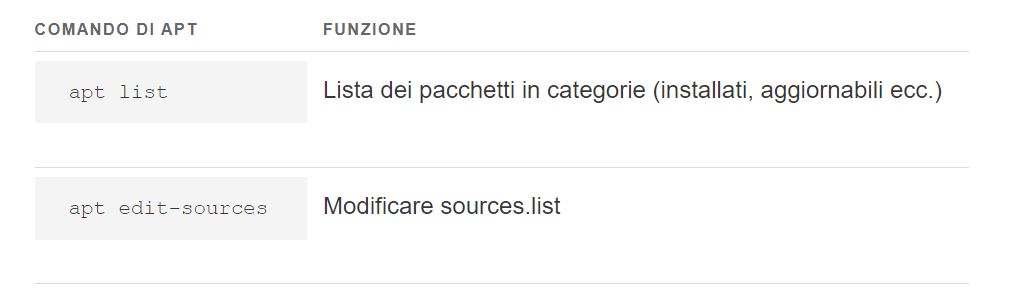 COMANDO DI APT FUNZIONE
apt list Lista dei pacchetti in categorie (installati, aggiornabili ecc.)
apt edit-sources Modificare sources.list